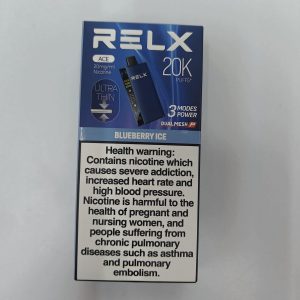 RELX
ACE
20mg/ml
Nicotine
20K
PUFFS*
ULTRA
THIN
RELX
3 MODES
POWER
DUALMESH
BLUEBERRY ICE
Health warning:
Contains nicotine which
causes severe addiction,
increased heart rate and
high blood pressure.
Nicotine is harmful to the
health of pregnant and
nursing women, and
people suffering from
chronic pulmonary
diseases such as asthma
and pulmonary
embolism.